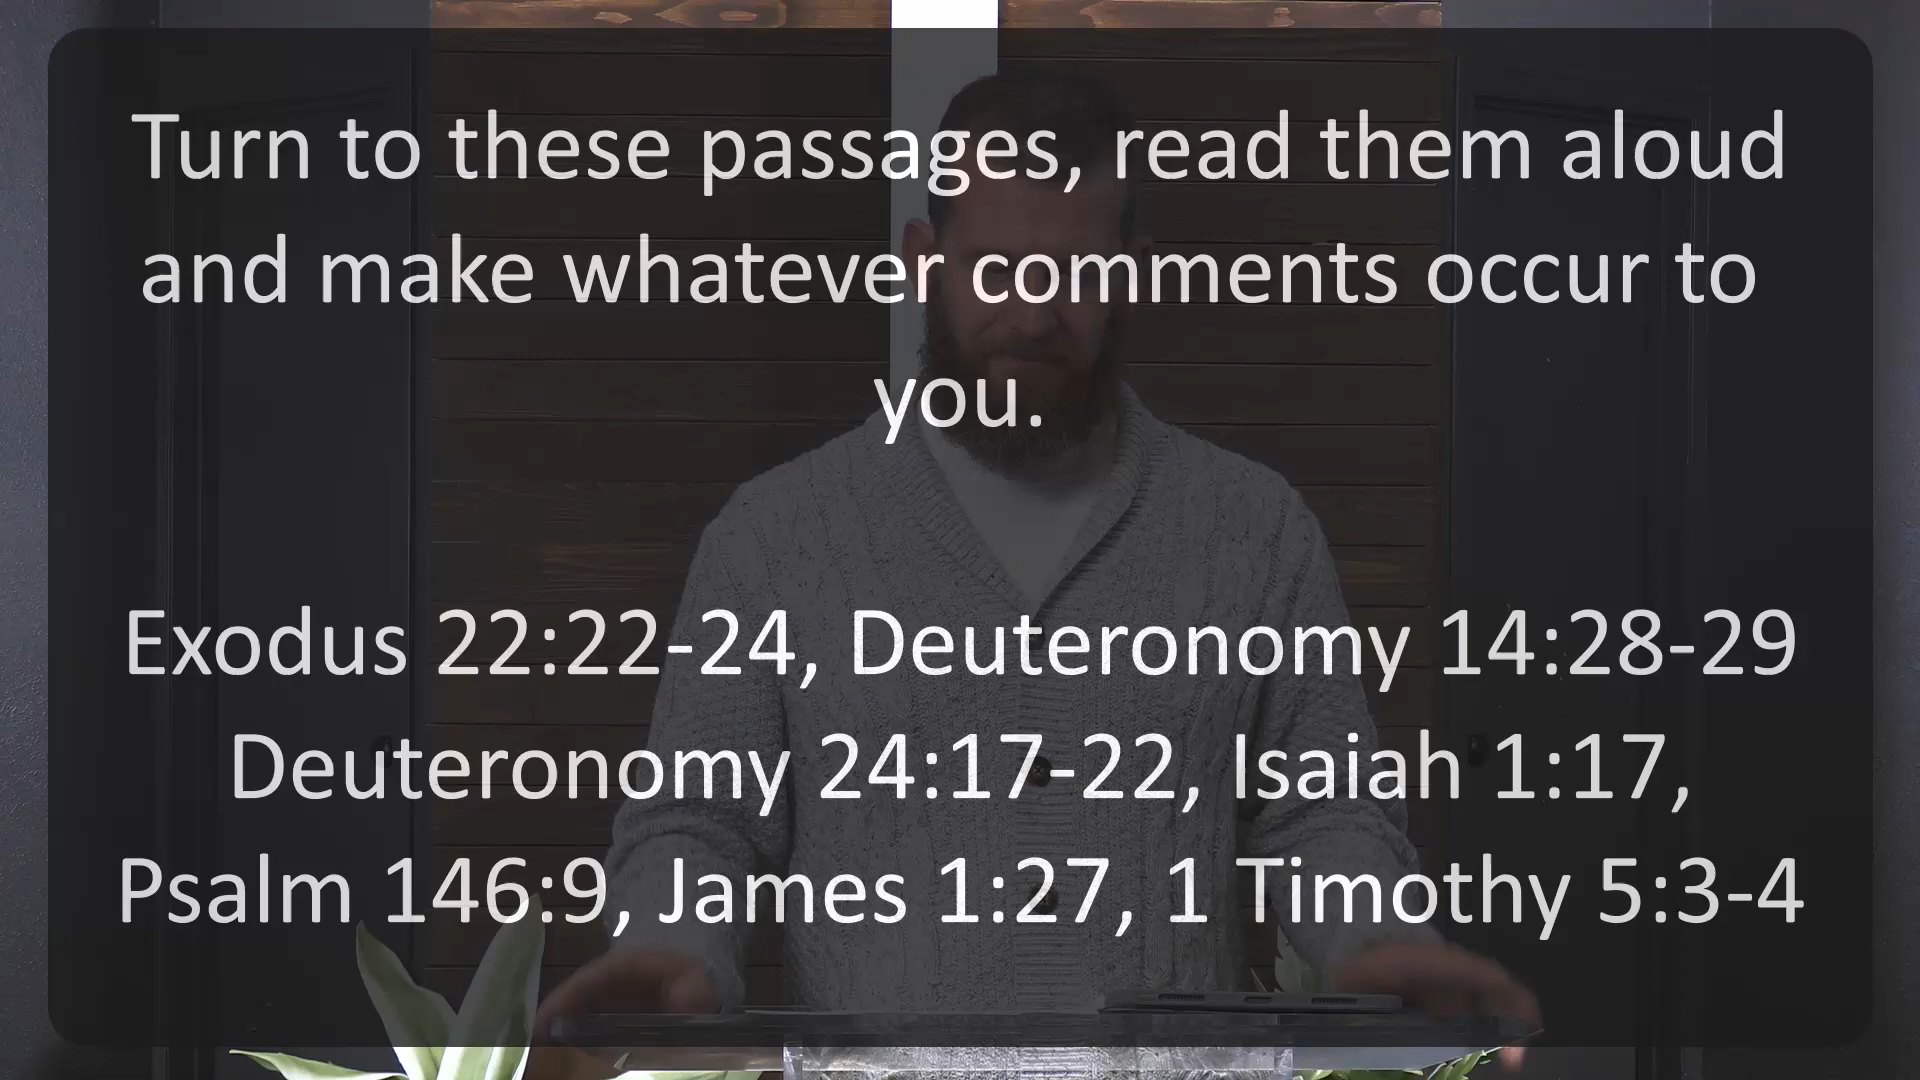 Turn to these passages, read them aloud
and make whatever comments occur to
you.
Exodus 22:22-24, Deuteronomy 14:28-29
Deuteronomy 24:17-22, Isaiah 1:17,
Psalm 146:9, James 1:27, 1 Timothy 5:3-4